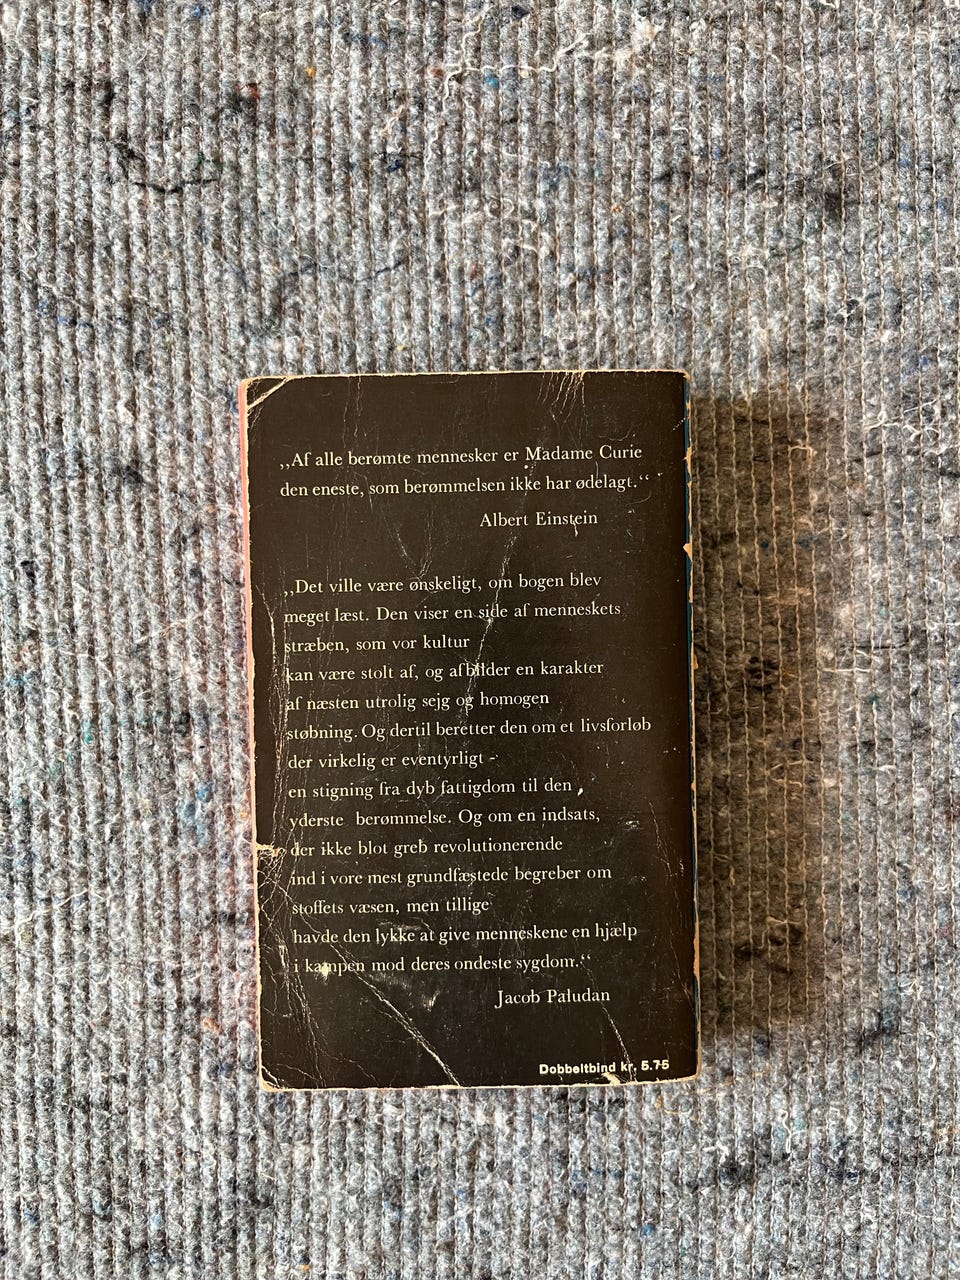 ,,Af alle berømte mennesker er Madame Curie
den eneste, som berømmelsen ikke har ødelagt.“
Albert Einstein
,,Det ville være ønskeligt, om bogen blev
meget læst. Den viser en side af menneskets
stræben, som vor kultur
kan være stolt af, og afbilder en karakter
af næsten utrolig sejg og homogen
støbning. Og dertil beretter den om et livsforløb
der virkelig er eventyrligt -
en stigning fra dyb fattigdom til den
yderste berømmelse. Og om en indsats,
der ikke blot greb revolutionerende
ind i vore mest grundfæstede begreber om
stoffets væsen, men tillige
havde den lykke at give menneskene en hjælp
i kampen mod deres ondeste sygdom.“
Jacob Paludan
Dobbeltbind kr. 5.75